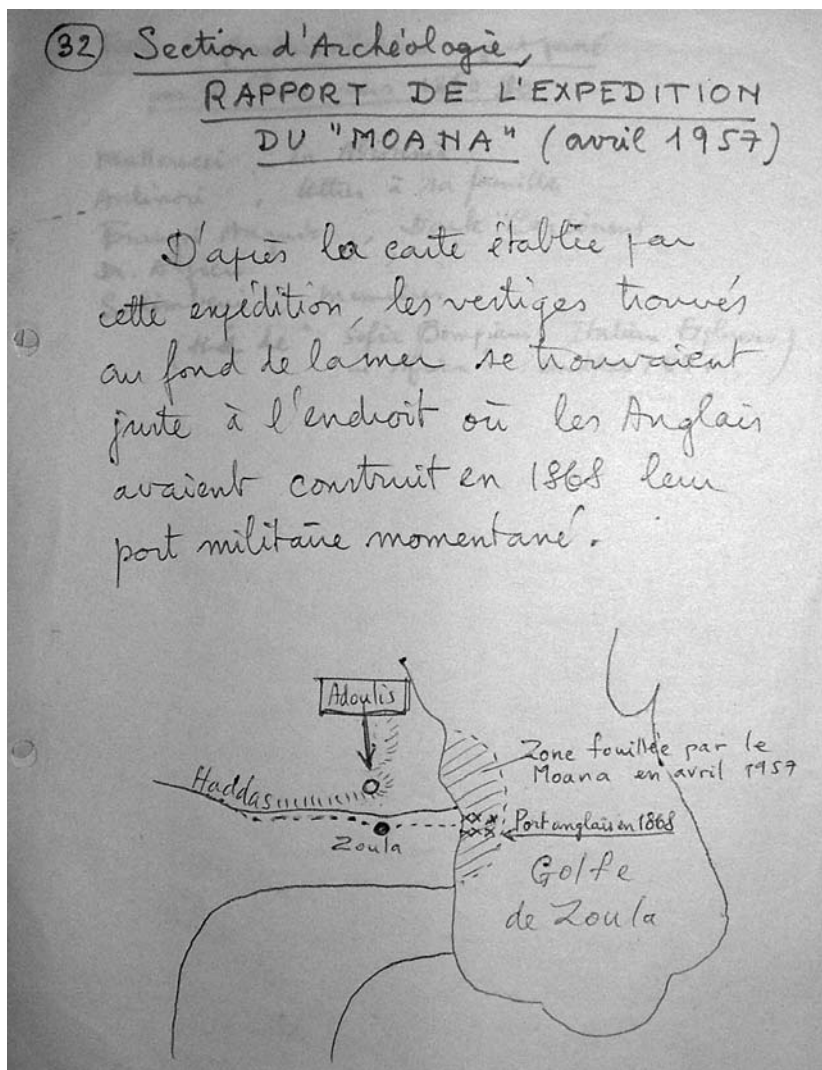 32 Section d'Archéologie,
RAPPORT DE L'EXPEDITION
DU "MOANA" (avril 1957)
D'après la carte établie par
cette expédition, les vestiges trouvés
au fond de la mer se trouvaient
juste à l'endroit où les Anglais
avaient construit en 1868 leur
port militaire momentané.
Adoulis
Zone fouillée par le
Moana en avril 1957
Haddas
Port anglais en 1868
Zoula
Golfe
de Zoula